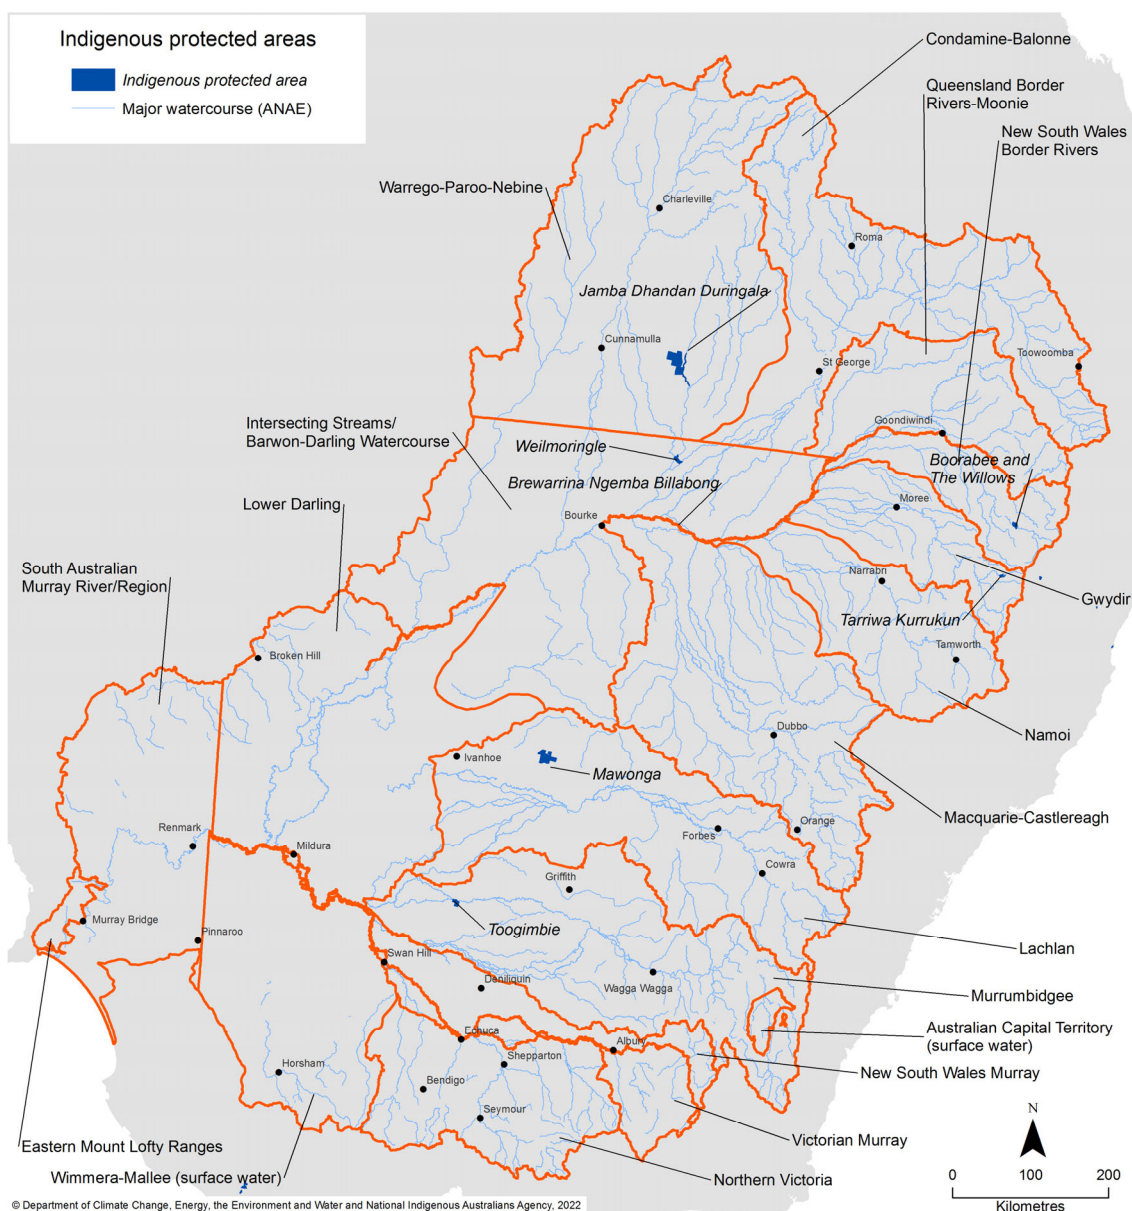 Indigenous protected areas
Indigenous protected area
Major watercourse (ANAE)
Condamine-Balonne
Queensland Border
Rivers-Moonie
New South Wales
Border Rivers
Warrego-Paroo-Nebine
Charleville
Roma
Jamba Dhandan Duringala
Cunnamulla
St George
Toowoomba
Intersecting Streams/
Barwon-Darling Watercourse
Goondiwindi
Weilmoringle
Boorabee and
The Willows
Brewarrina Ngemba Billabong
Lower Darling
Moree
Bourke
South Australian
Murray River/Region
Narrabri
Gwydir
Tarriwa Kurrukun
Tamworth
Broken Hill
Namoi
Dubbo
Ivanhoe
Mawonga
Macquarie-Castlereagh
Renmark
Mildura
Forbes
Orange
Cowra
Griffith
Murray Bridge
Pinnaroo
Toogimbie
Lachlan
Swan Hill
Deniliquin
Wagga Wagga
Murrumbidgee
Australian Capital Territory
(surface water)
Echuca
Albury
Shepparton
New South Wales Murray
Horsham
Bendigo
Seymour
Victorian Murray
Eastern Mount Lofty Ranges
Wimmera-Mallee (surface water)
Northern Victoria
N
0 100 200
Kilometres
© Department of Climate Change, Energy, the Environment and Water and National Indigenous Australians Agency, 2022